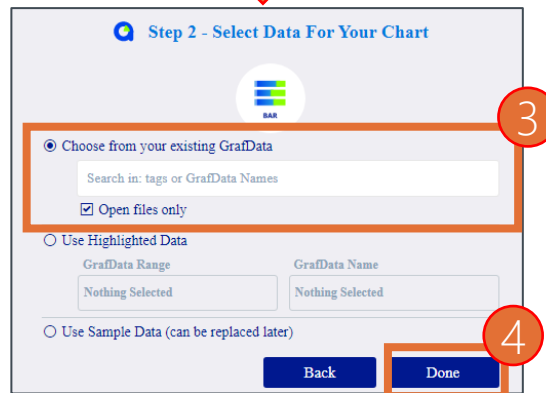 Step 2 - Select Data For Your Chart
BAR
3
Choose from your existing GrafData
Search in: tags or GrafData Names
Open files only
Use Highlighted Data
GrafData Range GrafData Name
Nothing Selected Nothing Selected
Use Sample Data (can be replaced later)
4
Back Done